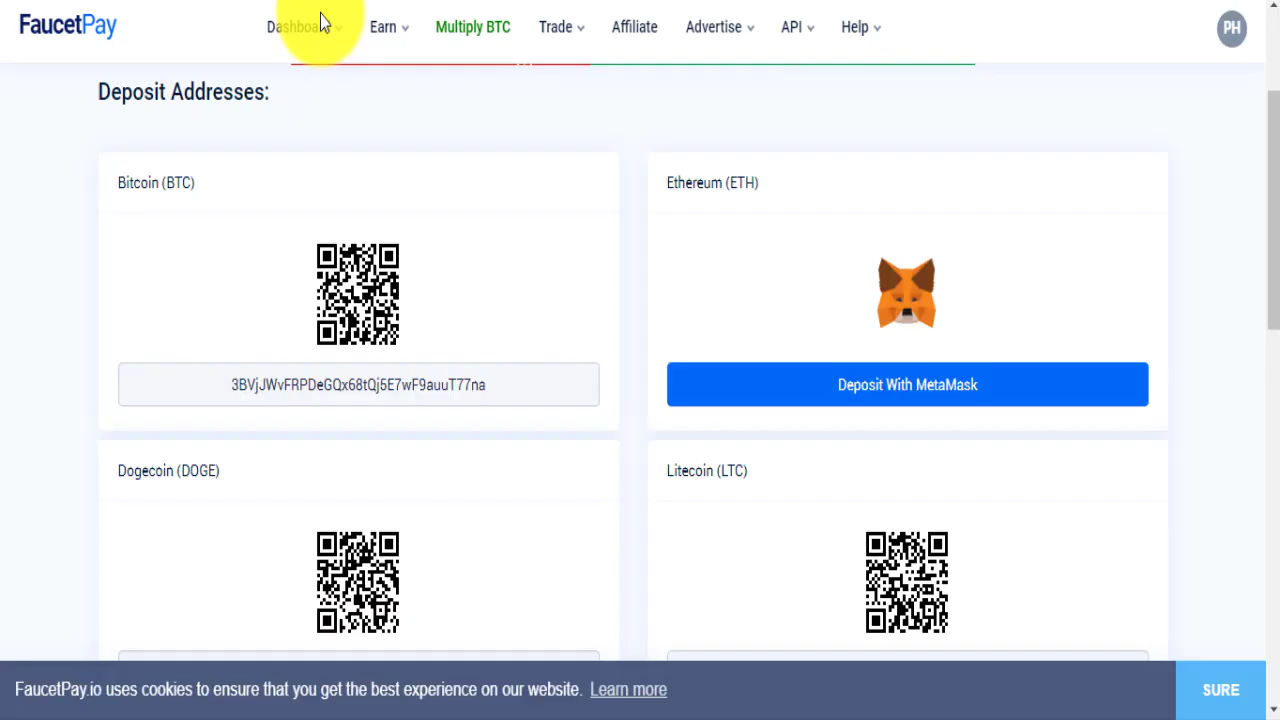 FaucetPay
Dashboard Earn Multiply BTC Trade Affiliate Advertise API Help PH
Deposit Addresses:
Bitcoin (BTC)
Ethereum (ETH)
3BVjJWvFRPDeGQx68tQj5E7wF9auuT77na
Deposit With MetaMask
Dogecoin (DOGE)
Litecoin (LTC)
FaucetPay.io uses cookies to ensure that you get the best experience on our website. Learn more
SURE